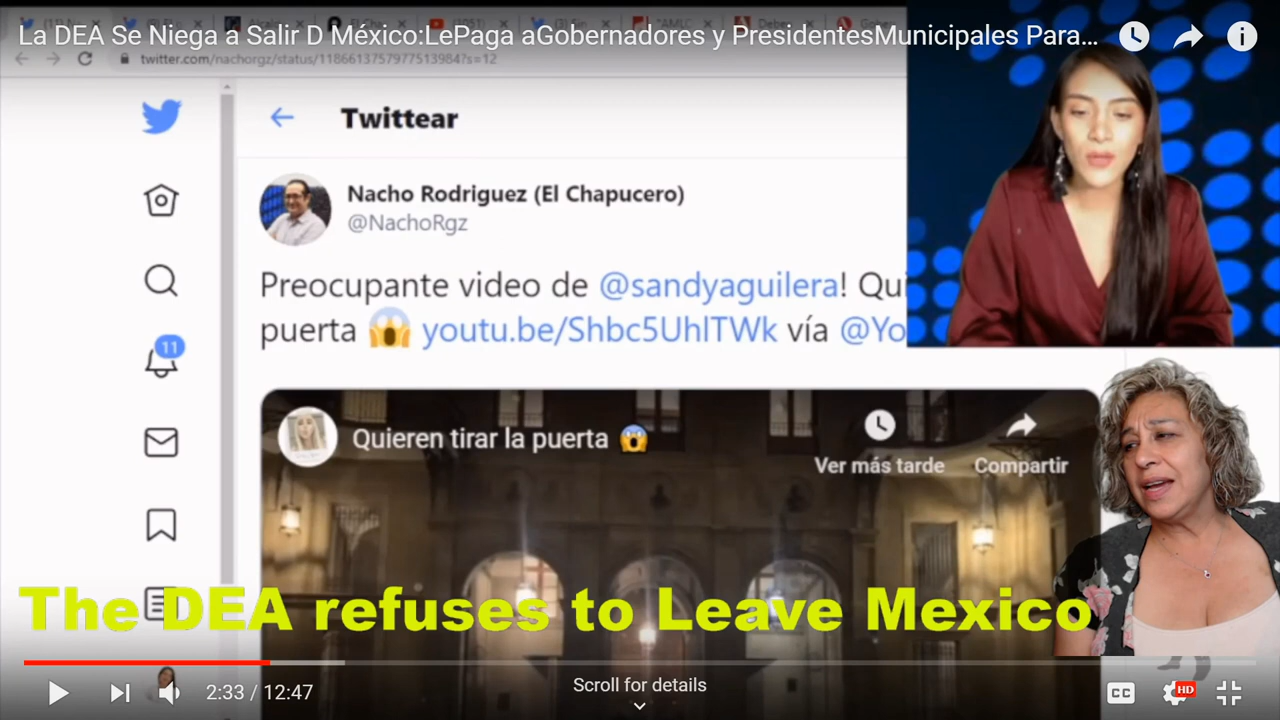 La DEA Se Niega a Salir D México:LePaga aGobernadores y PresidentesMunicipales Para...
twitter.com/nachorgz/status/1186613757977513984?s=12
Twittear
Nacho Rodriguez (El Chapucero)
@NachoRgz
Preocupante video de @sandyaguilera! Qui
puerta 😱 youtu.be/Shbc5UhlTWk vía @Yo
11
Quieren tirar la puerta 😱
Ver más tarde
Compartir
The DEA refuses to Leave Mexico
2:33 / 12:47
Scroll for details
CC
HD